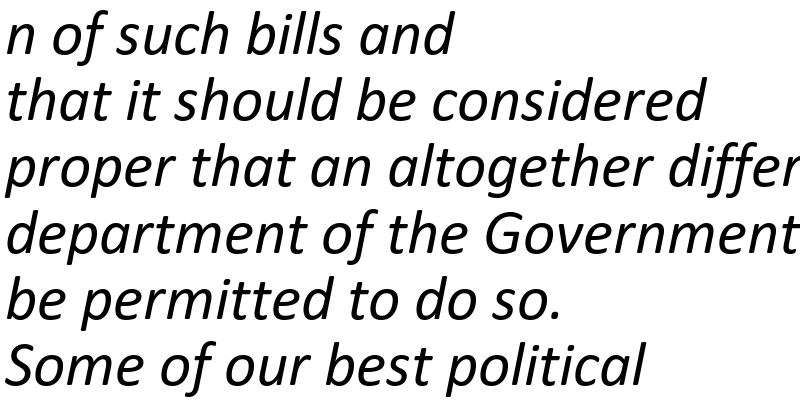 n of such bills and
that it should be considered
proper that an altogether differ
department of the Government
be permitted to do so.
Some of our best political